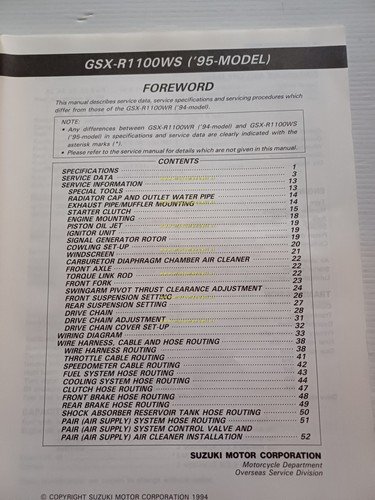 GSX-R1100WS ('95-MODEL)
FOREWORD
This manual describes service data, service specifications and servicing procedures which
differ from those of the GSX-R1100WR ('94-model).
NOTE:
• Any differences between GSX-R1100WR ('94-model) and GSX-R1100WS
('95-model) in specifications and service data are clearly indicated with the
asterisk marks (*).
• Please refer to the service manual for details which are not given in this manual.
CONTENTS
SPECIFICATIONS 1
SERVICE DATA 3
SERVICE INFORMATION 13
SPECIAL TOOLS 13
RADIATOR CAP AND OUTLET WATER PIPE 14
EXHAUST PIPE/MUFFLER MOUNTING 14
STARTER CLUTCH 15
ENGINE MOUNTING 18
PISTON OIL JET 19
IGNITOR UNIT 19
SIGNAL GENERATOR ROTOR 19
COWLING SET-UP 20
WINDSCREEN 21
CARBURETOR DIAPHRAGM CHAMBER AIR CLEANER 22
FRONT AXLE 22
TORQUE LINK ROD 22
FRONT FORK 23
SWINGARM PIVOT THRUST CLEARANCE ADJUSTMENT 24
FRONT SUSPENSION SETTING 26
REAR SUSPENSION SETTING 27
DRIVE CHAIN 28
DRIVE CHAIN ADJUSTMENT 31
DRIVE CHAIN COVER SET-UP 32
WIRING DIAGRAM 33
WIRE HARNESS, CABLE AND HOSE ROUTING 38
WIRE HARNESS ROUTING 38
THROTTLE CABLE ROUTING 41
SPEEDOMETER CABLE ROUTING 42
FUEL SYSTEM HOSE ROUTING 43
COOLING SYSTEM HOSE ROUTING 44
CLUTCH HOSE ROUTING 47
FRONT BRAKE HOSE ROUTING 48
REAR BRAKE HOSE ROUTING 49
SHOCK ABSORBER RESERVOIR TANK HOSE ROUTING 50
PAIR (AIR SUPPLY) SYSTEM HOSE ROUTING 51
PAIR (AIR SUPPLY) SYSTEM CONTROL VALVE AND
PAIR (AIR SUPPLY) AIR CLEANER INSTALLATION 52
SUZUKI MOTOR CORPORATION
Motorcycle Department
Overseas Service Division
© COPYRIGHT SUZUKI MOTOR CORPORATION 1994